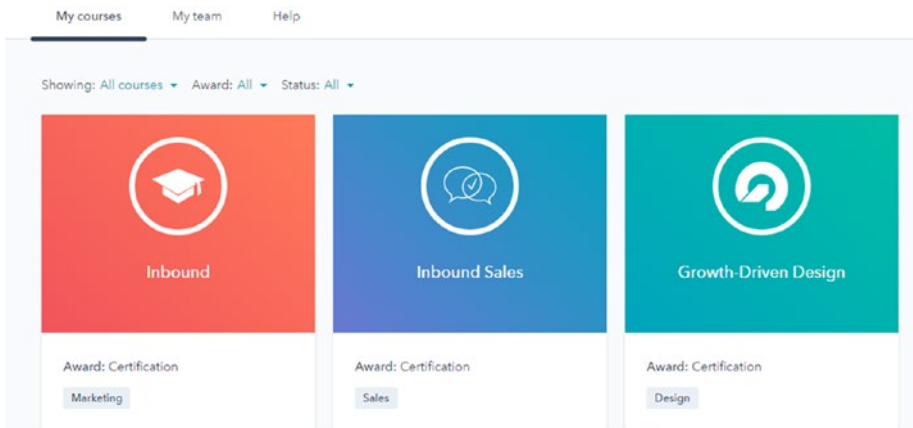 My courses My team Help
Showing: All courses Award: All Status: All
Inbound Inbound Sales Growth-Driven Design
Award: Certification Award: Certification Award: Certification
Marketing Sales Design